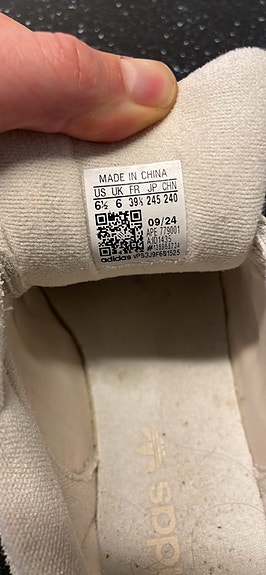 MADE IN CHINA
US UK FR JP CHN
6½ 6 39⅓ 245 240
09/24
APE 779001
adidas
adidas